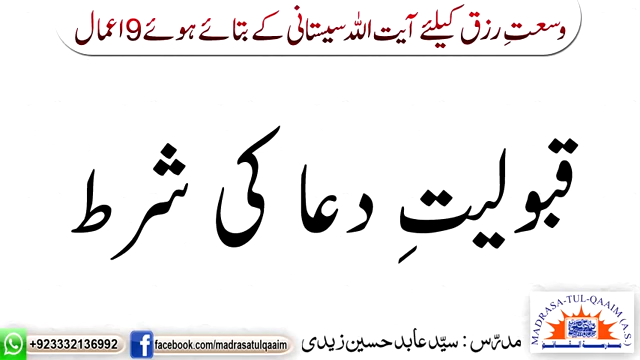 وسعتِ رزق کیلئے آیت اللہ سیستانی کے بتائے ہوئے 9 اعمال
قبولیتِ دعا کی شرط
MADRASA-TUL-QAAIM (A.S.)
مدرّس : سیّد عابد حسین زیدی
facebook.com/madrasatulqaaim
+923332136992